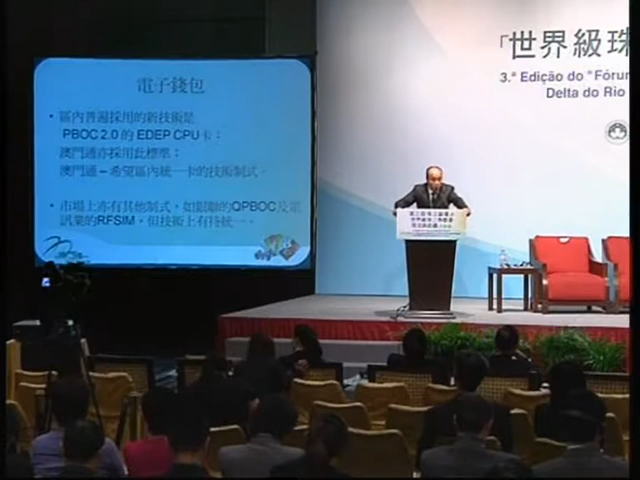 電子錢包
• 區內普遍採用的新技術是
PBOC 2.0 的 EDEP CPU 卡；
澳門通亦採用此標準；
澳門通 – 希望區內統一卡的技術制式。
• 市場上亦有其他制式，如銀聯的QPBOC及電
訊業的RFSIM，但技術上有待統一。
「世界級珠
3.ª Edição do "Fórum
Delta do Rio